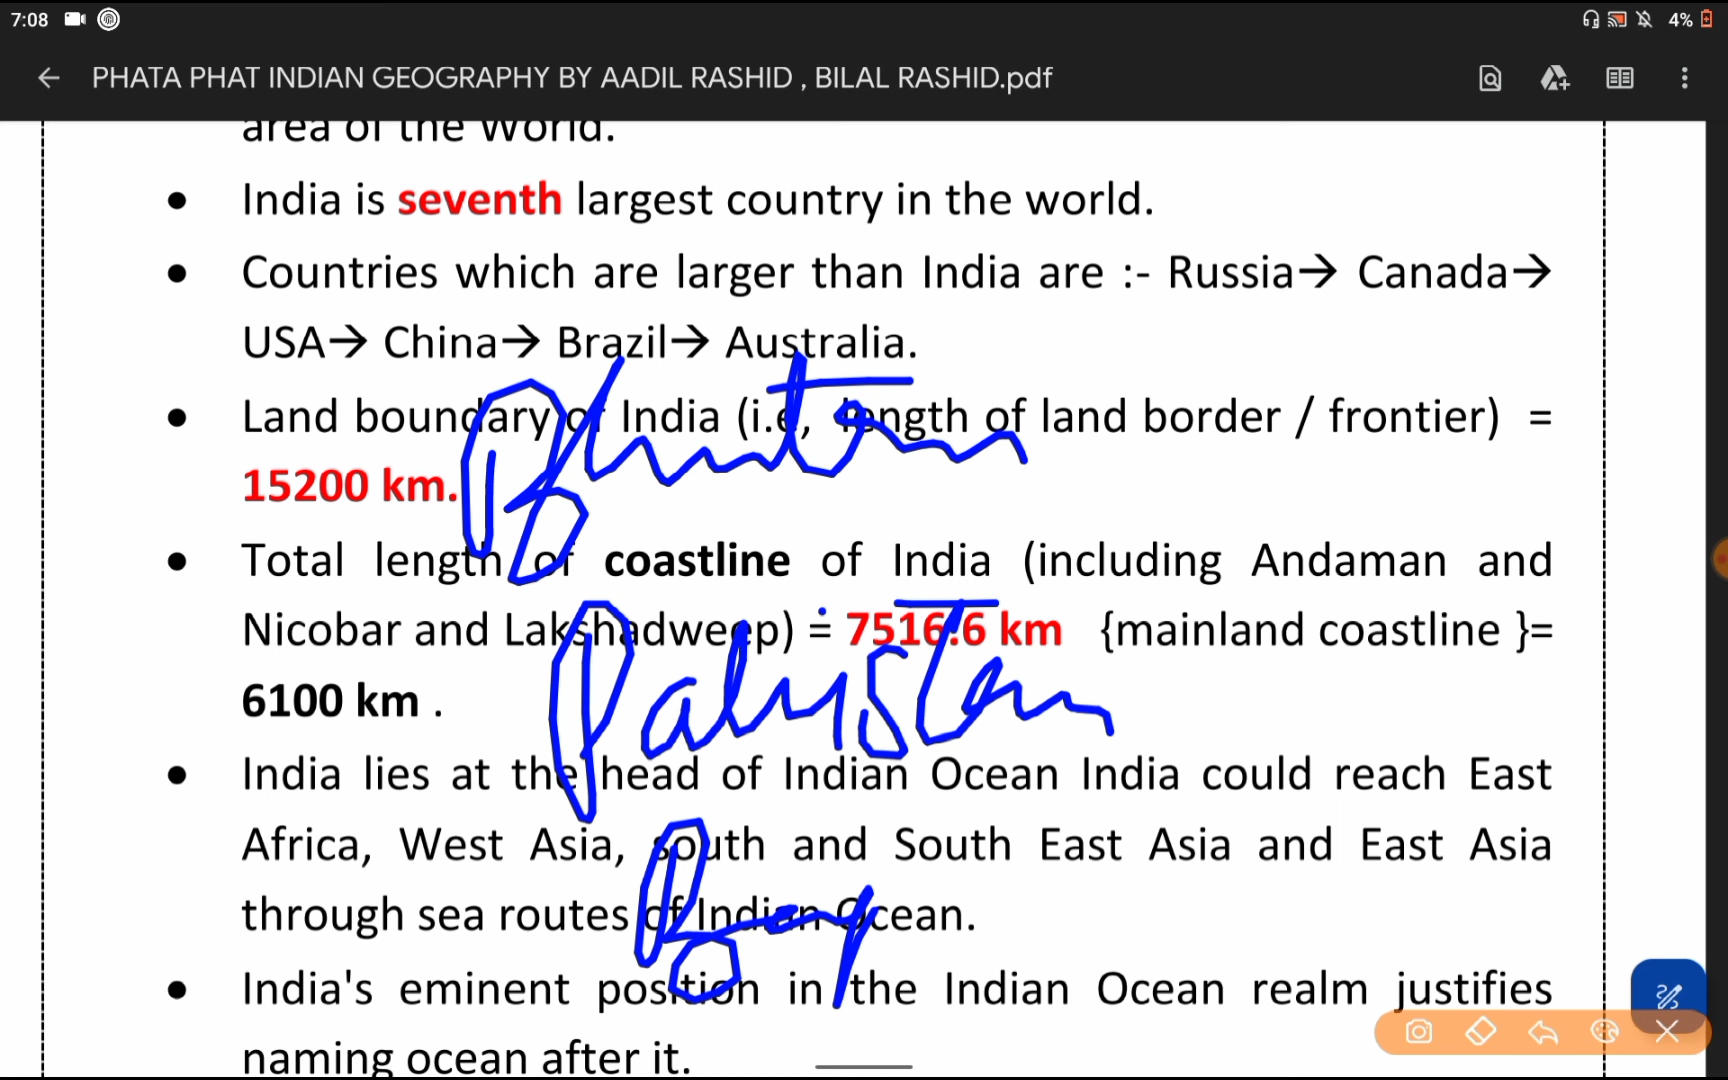 7:08 4%
PHATA PHAT INDIAN GEOGRAPHY BY AADIL RASHID , BILAL RASHID.pdf
area of the World.
• India is seventh largest country in the world.
• Countries which are larger than India are :- Russia→ Canada→
USA→ China→ Brazil→ Australia.
Bhutan
• Land boundary of India (i.e, length of land border / frontier) =
15200 km.
• Total length of coastline of India (including Andaman and
Nicobar and Lakshadweep) = 7516.6 km {mainland coastline }=
Pakistan
6100 km .
• India lies at the head of Indian Ocean India could reach East
Africa, West Asia, south and South East Asia and East Asia
through sea routes of Indian Ocean.
• India's eminent position in the Indian Ocean realm justifies
naming ocean after it.